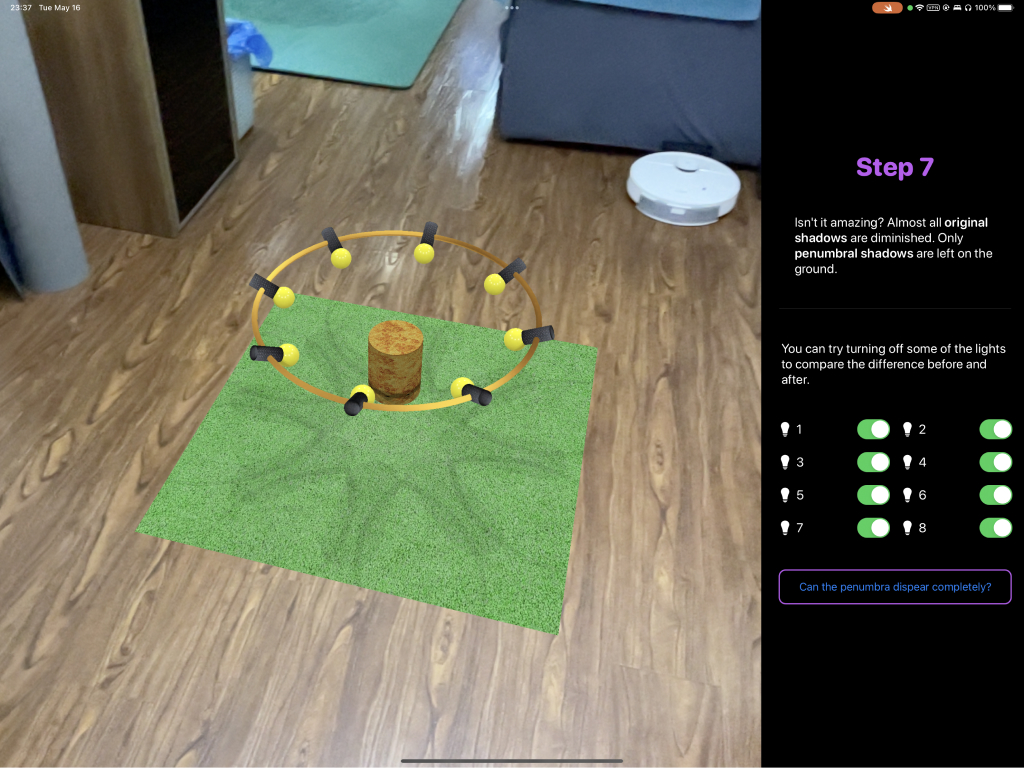 23:37 Tue May 16
VPN
100%
Step 7
Isn't it amazing? Almost all original
shadows are diminished. Only
penumbral shadows are left on the
ground.
You can try turning off some of the lights
to compare the difference before and
after.
1 2
3 4
5 6
7 8
Can the penumbra dispear completely?